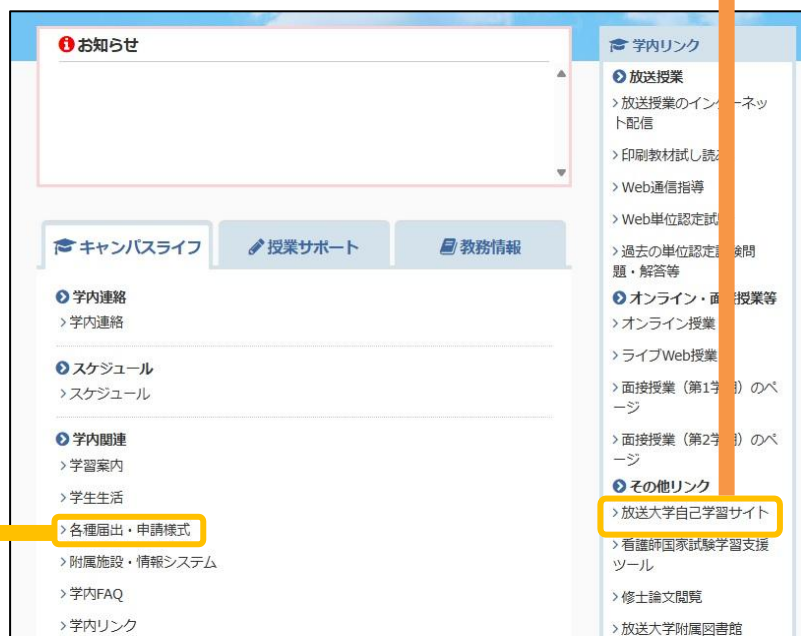 お知らせ
キャンパスライフ
授業サポート
教務情報
学内連絡
>学内連絡
スケジュール
>スケジュール
学内関連
>学習案内
>学生生活
>各種届出・申請様式
>附属施設・情報システム
>学内FAQ
>学内リンク
学内リンク
放送授業
>放送授業のインターネッ
ト配信
>印刷教材試し読み
>Web通信指導
>Web単位認定試
>過去の単位認定試験問
題・解答等
オンライン・面接授業等
>オンライン授業
>ライブWeb授業
>面接授業（第1学期）のペ
ージ
>面接授業（第2学期）のペ
ージ
その他リンク
>放送大学自己学習サイト
>看護師国家試験学習支援
ツール
>修士論文閲覧
>放送大学附属図書館